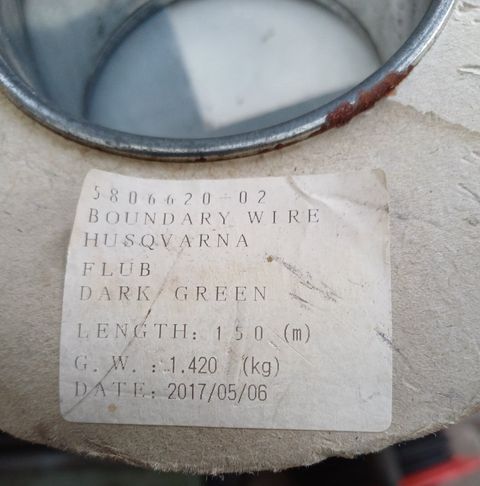 5806620-02
BOUNDARY WIRE
HUSQVARNA
FLUB
DARK GREEN
LENGTH: 150 (m)
G. W. : 1.420 (kg)
DATE: 2017/05/06